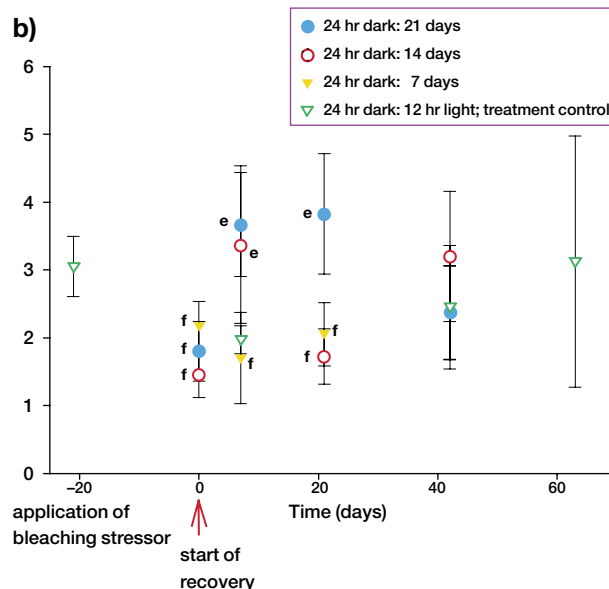 b)
24 hr dark: 21 days
24 hr dark: 14 days
24 hr dark: 7 days
24 hr dark: 12 hr light; treatment control
6
5
4
3
2
1
0
e
e
e
f
f
f
f
f
f
–20
0
20
40
60
application of
bleaching stressor
Time (days)
start of
recovery